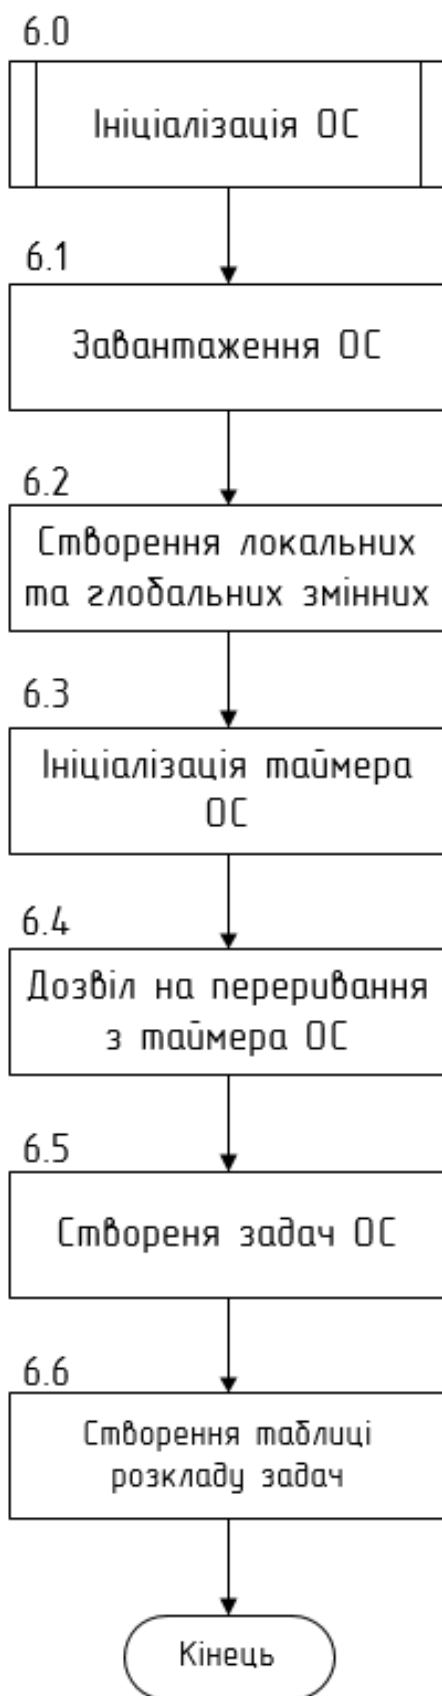 6.0
Ініціалізація ОС
6.1
Завантаження ОС
6.2
Створення локальних
та глобальних змінних
6.3
Ініціалізація таймера
ОС
6.4
Дозвіл на переривання
з таймера ОС
6.5
Створеня задач ОС
6.6
Створення таблиці
розкладу задач
Кінець